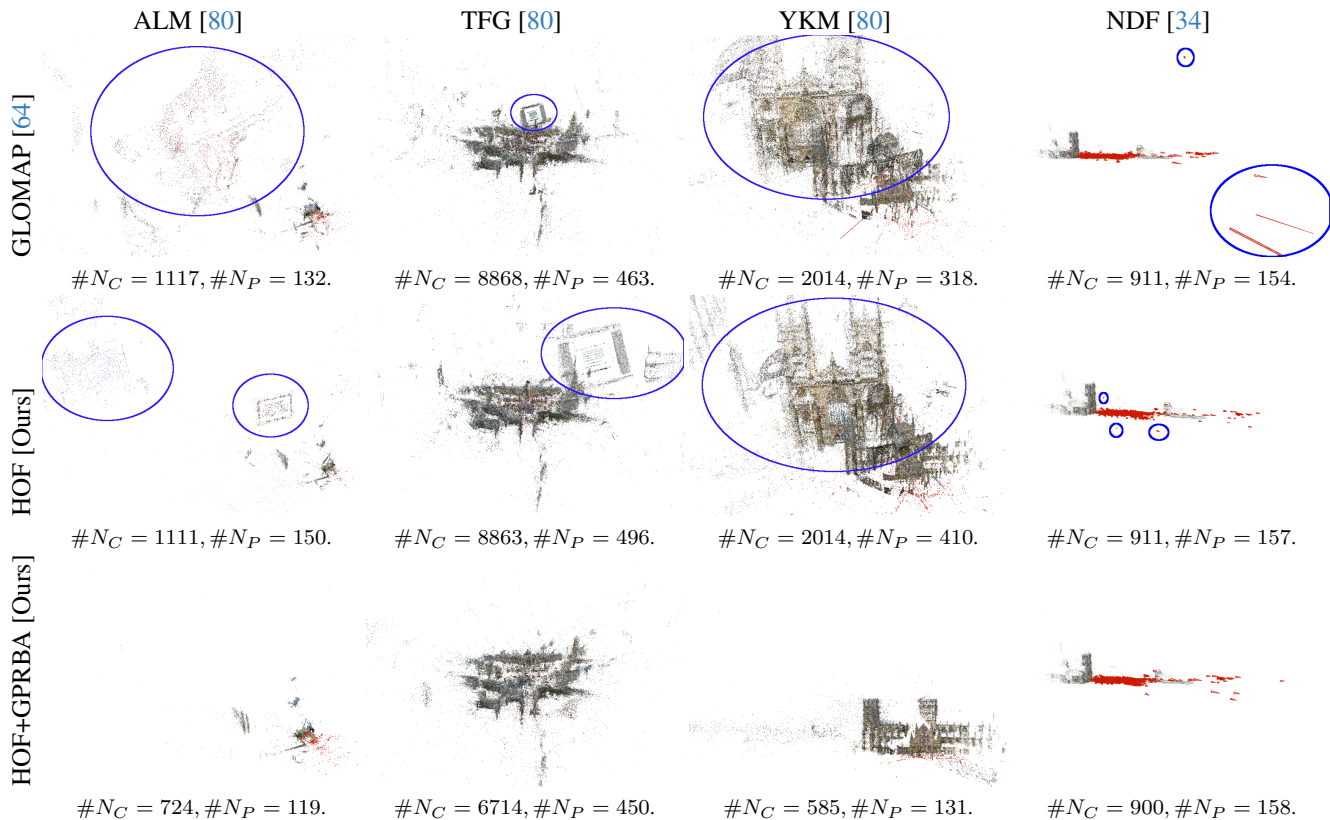 ALM [80] TFG [80] YKM [80] NDF [34]
GLOMAP [64]
#N_C = 1117, #N_P = 132. #N_C = 8868, #N_P = 463. #N_C = 2014, #N_P = 318. #N_C = 911, #N_P = 154.
HOF [Ours]
#N_C = 1111, #N_P = 150. #N_C = 8863, #N_P = 496. #N_C = 2014, #N_P = 410. #N_C = 911, #N_P = 157.
HOF+GPRBA [Ours]
#N_C = 724, #N_P = 119. #N_C = 6714, #N_P = 450. #N_C = 585, #N_P = 131. #N_C = 900, #N_P = 158.